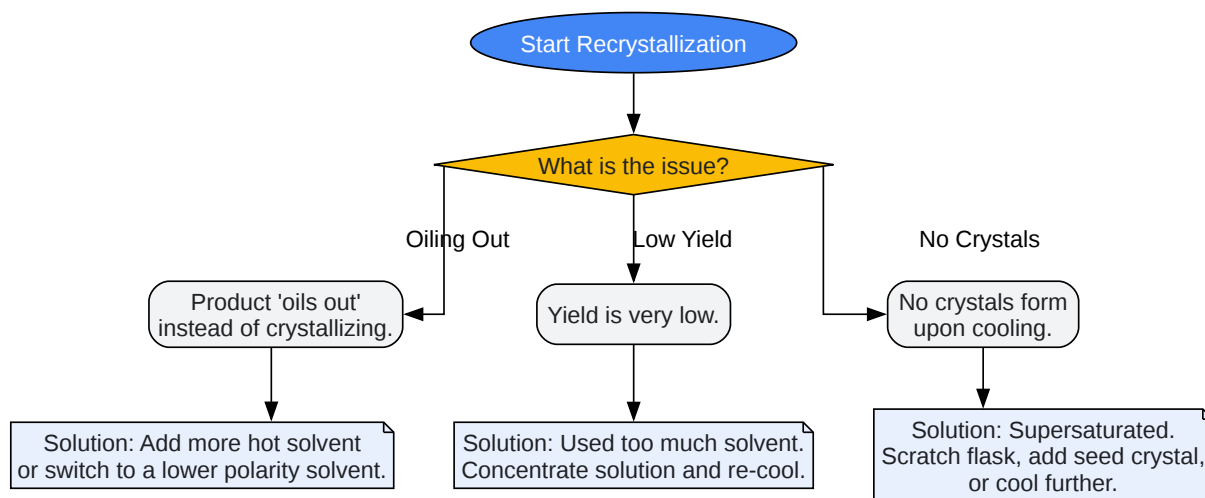 Start Recrystallization
What is the issue?
Oiling Out
Low Yield
No Crystals
Product 'oils out'
instead of crystallizing.
Yield is very low.
No crystals form
upon cooling.
Solution: Add more hot solvent
or switch to a lower polarity solvent.
Solution: Used too much solvent.
Concentrate solution and re-cool.
Solution: Supersaturated.
Scratch flask, add seed crystal,
or cool further.